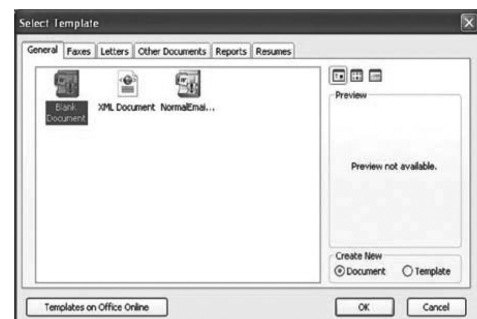 Select Template
General Faxes Letters Other Documents Reports Resumes
Blank Document
XML Document
NormalEmai...
Preview
Preview not available.
Create New
Document Template
Templates on Office Online OK Cancel